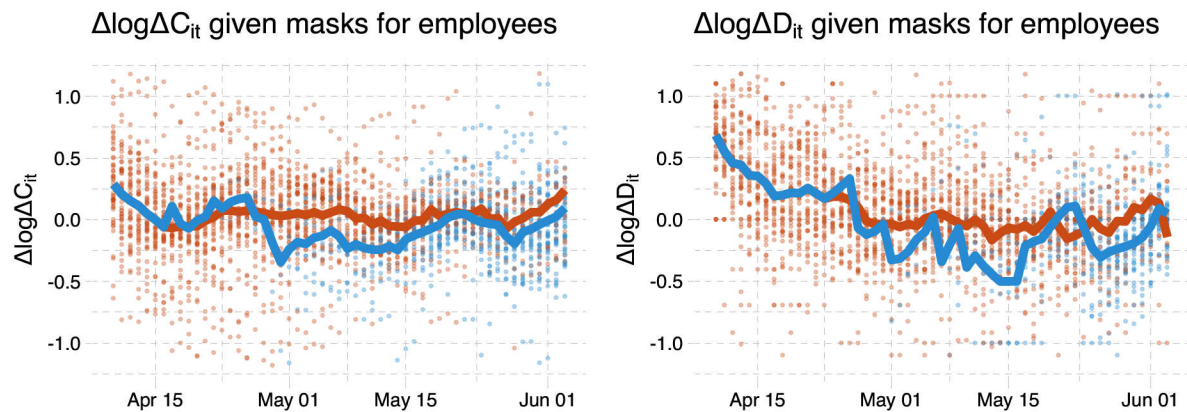 ΔlogΔC_it given masks for employees
ΔlogΔC_it
1.0
0.5
0.0
-0.5
-1.0
Apr 15
May 01
May 15
Jun 01
ΔlogΔD_it given masks for employees
ΔlogΔD_it
1.0
0.5
0.0
-0.5
-1.0
Apr 15
May 01
May 15
Jun 01